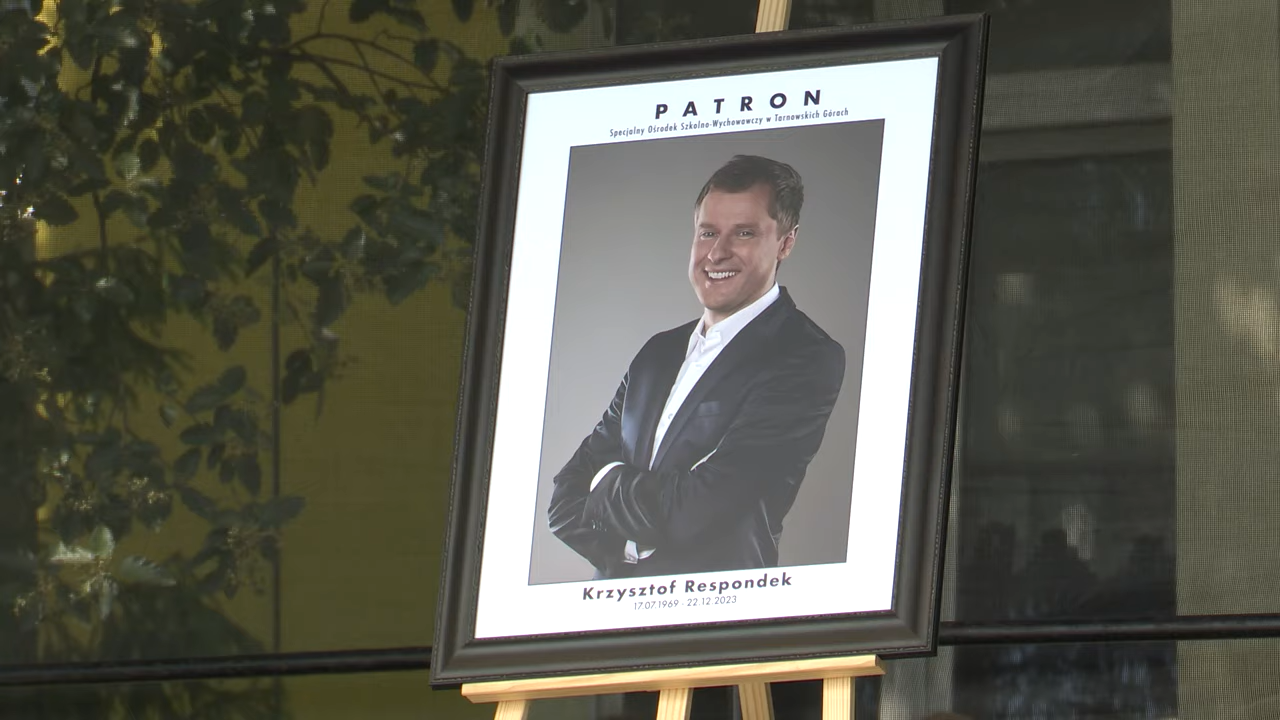 PATRON
Specjalny Ośrodek Szkolno-Wychowawczy w Tarnowskich Górach
Krzysztof Respondek
17.07.1969 - 22.12.2023